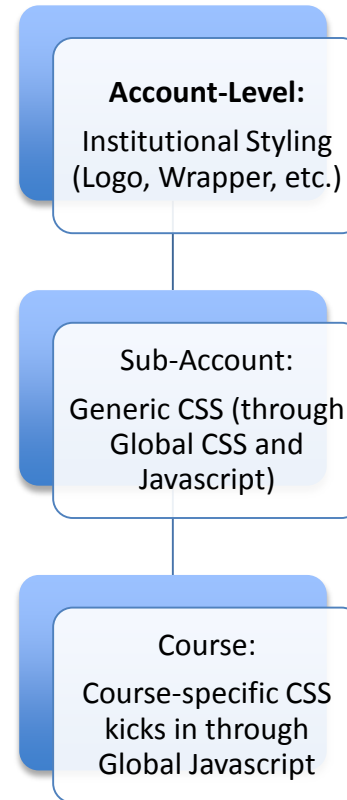 Account-Level:
Institutional Styling
(Logo, Wrapper, etc.)
Sub-Account:
Generic CSS (through
Global CSS and
Javascript)
Course:
Course-specific CSS
kicks in through
Global Javascript